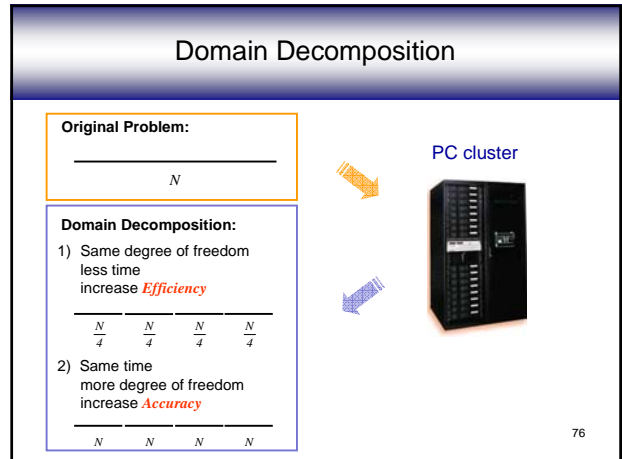 Domain Decomposition
Original Problem:
N
PC cluster
Domain Decomposition:
1) Same degree of freedom
less time
increase Efficiency
N/4 N/4 N/4 N/4
2) Same time
more degree of freedom
increase Accuracy
N N N N
76